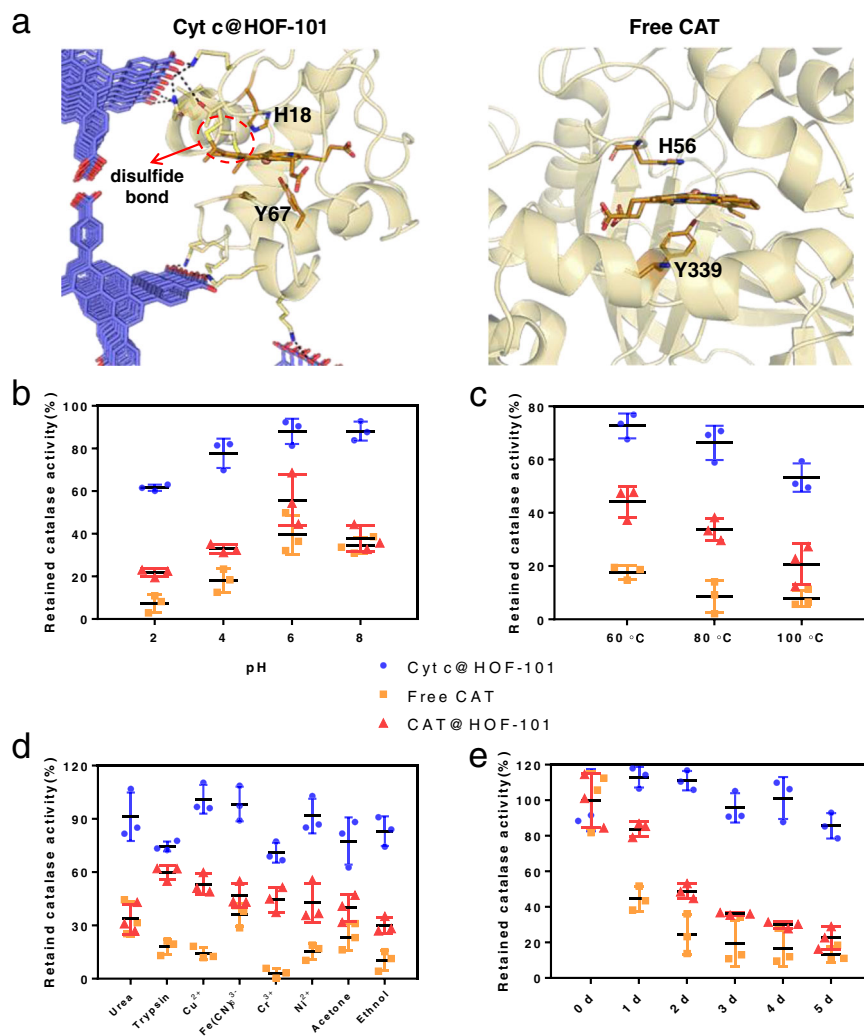 a
Cyt c@HOF-101
Free CAT
H18
disulfide
bond
Y67
H56
Y339
b
Retained catalase activity(%)
100
80
60
40
20
0
2 4 6 8
pH
c
Retained catalase activity(%)
80
60
40
20
0
60 °C 80 °C 100 °C
Cyt c@HOF-101
Free CAT
CAT@HOF-101
d
Retained catalase activity(%)
120
90
60
30
0
Urea Trypsin Cu²⁺ Fe(CN)₆³⁻ Cr³⁺ Ni²⁺ Acetone Ethnol
e
Retained catalase activity(%)
120
100
80
60
40
20
0
0 d 1 d 2 d 3 d 4 d 5 d